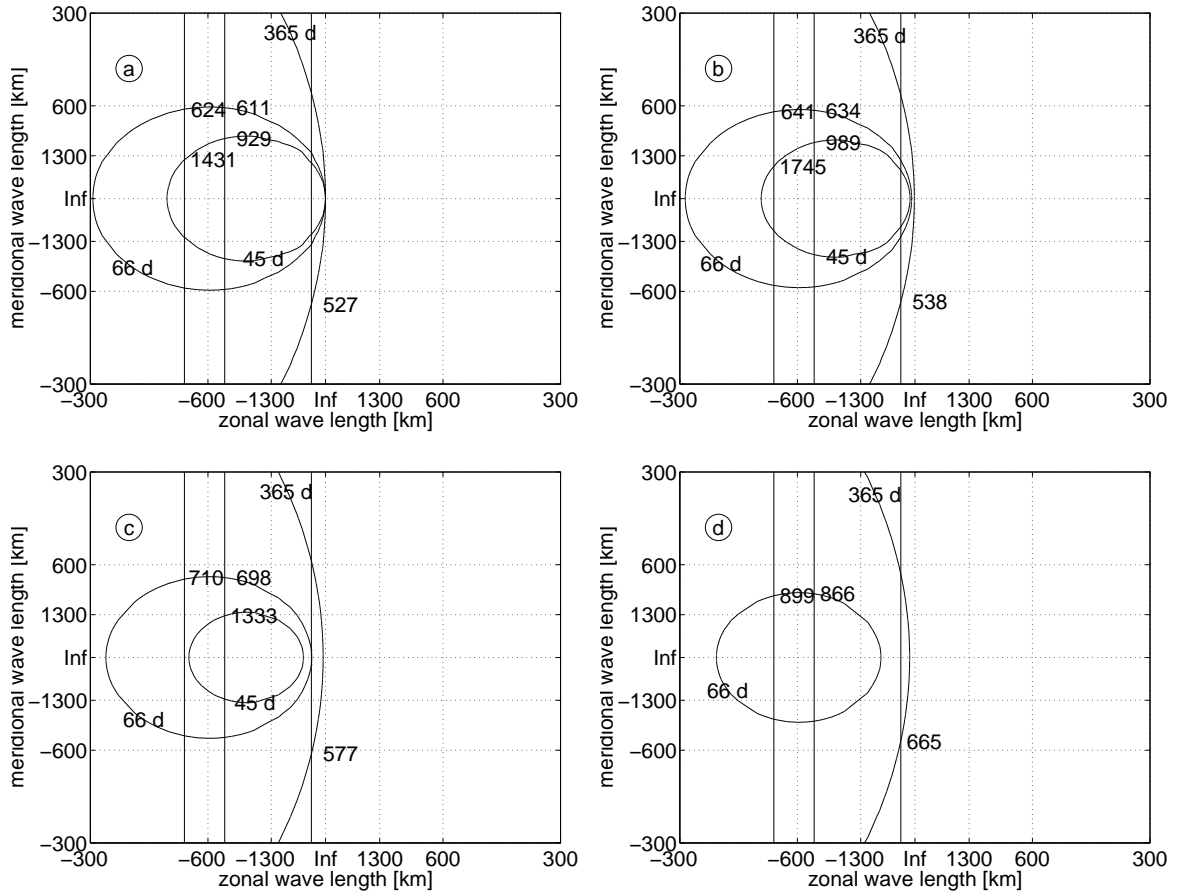 300
365 d
a
600
624 611
929
1300
1431
Inf
−1300
45 d
66 d
−600
527
−300
−300 −600 −1300 Inf 1300 600 300
zonal wave length [km]
meridional wave length [km]
300
365 d
b
600
641 634
989
1300
1745
Inf
−1300
45 d
66 d
−600
538
−300
−300 −600 −1300 Inf 1300 600 300
zonal wave length [km]
meridional wave length [km]
300
365 d
c
600
710 698
1333
1300
Inf
−1300
45 d
66 d
−600
577
−300
−300 −600 −1300 Inf 1300 600 300
zonal wave length [km]
meridional wave length [km]
300
365 d
d
600
899 866
1300
Inf
−1300
66 d
−600
665
−300
−300 −600 −1300 Inf 1300 600 300
zonal wave length [km]
meridional wave length [km]